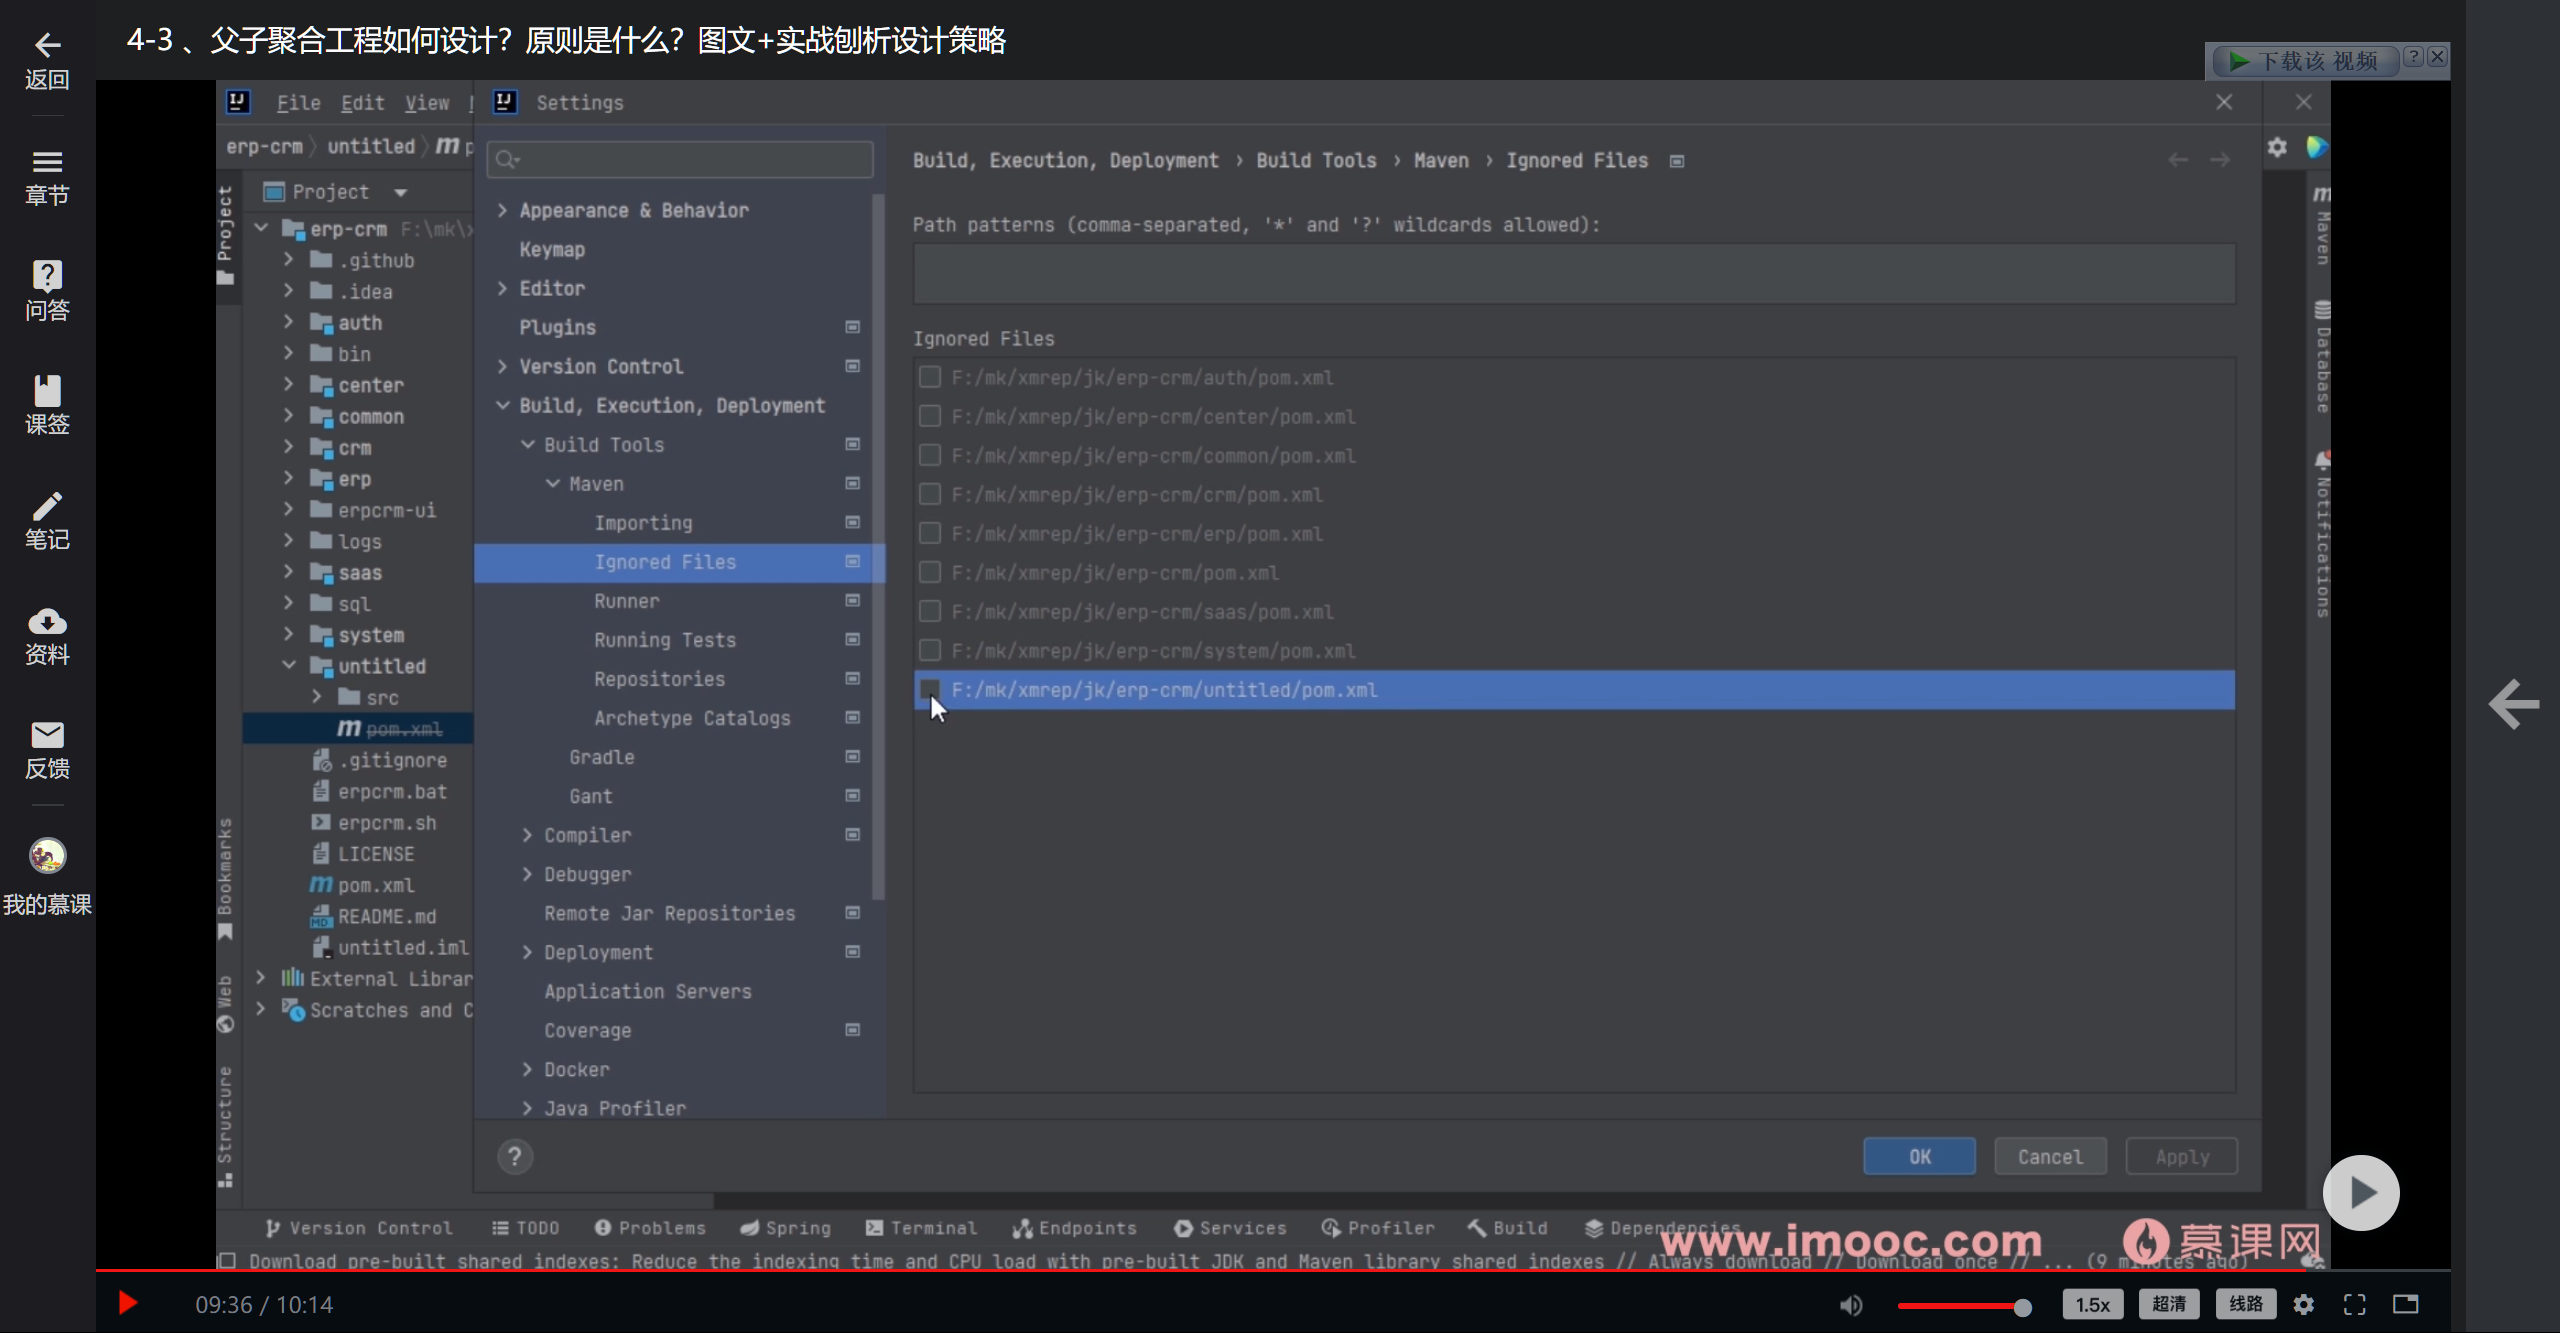 4-3 、父子聚合工程如何设计？原则是什么？图文+实战刨析设计策略
返回
章节
问答
课签
笔记
资料
反馈
我的慕课
下载该 视频
File Edit View
Settings
erp-crm untitled
Project
Project
erp-crm F:\mk\
.github
.idea
auth
bin
center
common
crm
erp
erpcrm-ui
logs
saas
sql
system
untitled
src
pom.xml
.gitignore
erpcrm.bat
erpcrm.sh
LICENSE
pom.xml
README.md
untitled.iml
External Librar
Scratches and C
Bookmarks
Web
Structure
Appearance & Behavior
Keymap
Editor
Plugins
Version Control
Build, Execution, Deployment
Build Tools
Maven
Importing
Ignored Files
Runner
Running Tests
Repositories
Archetype Catalogs
Gradle
Gant
Compiler
Debugger
Remote Jar Repositories
Deployment
Application Servers
Coverage
Docker
Java Profiler
Build, Execution, Deployment › Build Tools › Maven › Ignored Files
Path patterns (comma-separated, '*' and '?' wildcards allowed):
Ignored Files
F:/mk/xmrep/jk/erp-crm/auth/pom.xml
F:/mk/xmrep/jk/erp-crm/center/pom.xml
F:/mk/xmrep/jk/erp-crm/common/pom.xml
F:/mk/xmrep/jk/erp-crm/crm/pom.xml
F:/mk/xmrep/jk/erp-crm/erp/pom.xml
F:/mk/xmrep/jk/erp-crm/pom.xml
F:/mk/xmrep/jk/erp-crm/saas/pom.xml
F:/mk/xmrep/jk/erp-crm/system/pom.xml
F:/mk/xmrep/jk/erp-crm/untitled/pom.xml
OK Cancel Apply
Maven
Database
Notifications
Version Control TODO Problems Spring Terminal Endpoints Services Profiler Build Dependencies
www.imooc.com 慕课网
Download pre-built shared indexes: Reduce the indexing time and CPU load with pre-built JDK and Maven library shared indexes // Always download // Download once // ... (9 minutes ago)
09:36 / 10:14
1.5x 超清 线路